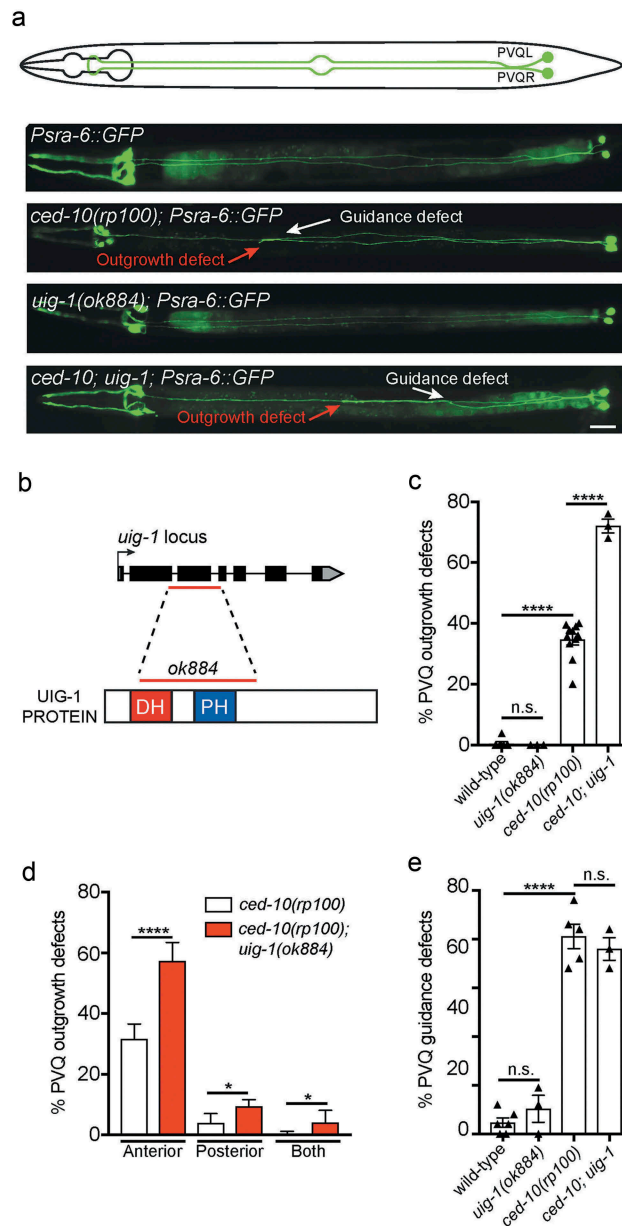 a
PVQL
PVQR
Psra-6::GFP
ced-10(rp100); Psra-6::GFP
Guidance defect
Outgrowth defect
uig-1(ok884); Psra-6::GFP
ced-10; uig-1; Psra-6::GFP
Guidance defect
Outgrowth defect
b
uig-1 locus
ok884
UIG-1
PROTEIN
DH
PH
c
% PVQ outgrowth defects
80
60
40
20
0
****
****
n.s.
wild-type
uig-1(ok884)
ced-10(rp100)
ced-10; uig-1
d
% PVQ outgrowth defects
80
60
40
20
0
ced-10(rp100)
ced-10(rp100);
uig-1(ok884)
****
*
*
Anterior
Posterior
Both
e
% PVQ guidance defects
80
60
40
20
0
n.s.
****
n.s.
wild-type
uig-1(ok884)
ced-10(rp100)
ced-10; uig-1